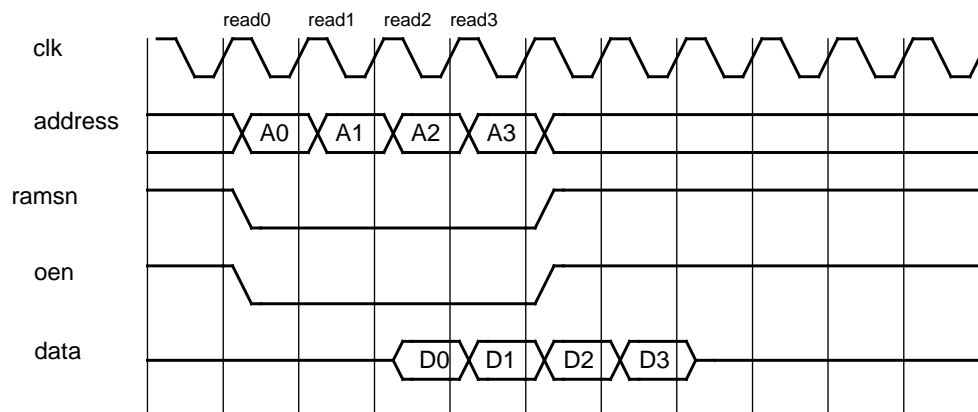 read0 read1 read2 read3
clk
address A0 A1 A2 A3
ramsn
oen
data D0 D1 D2 D3